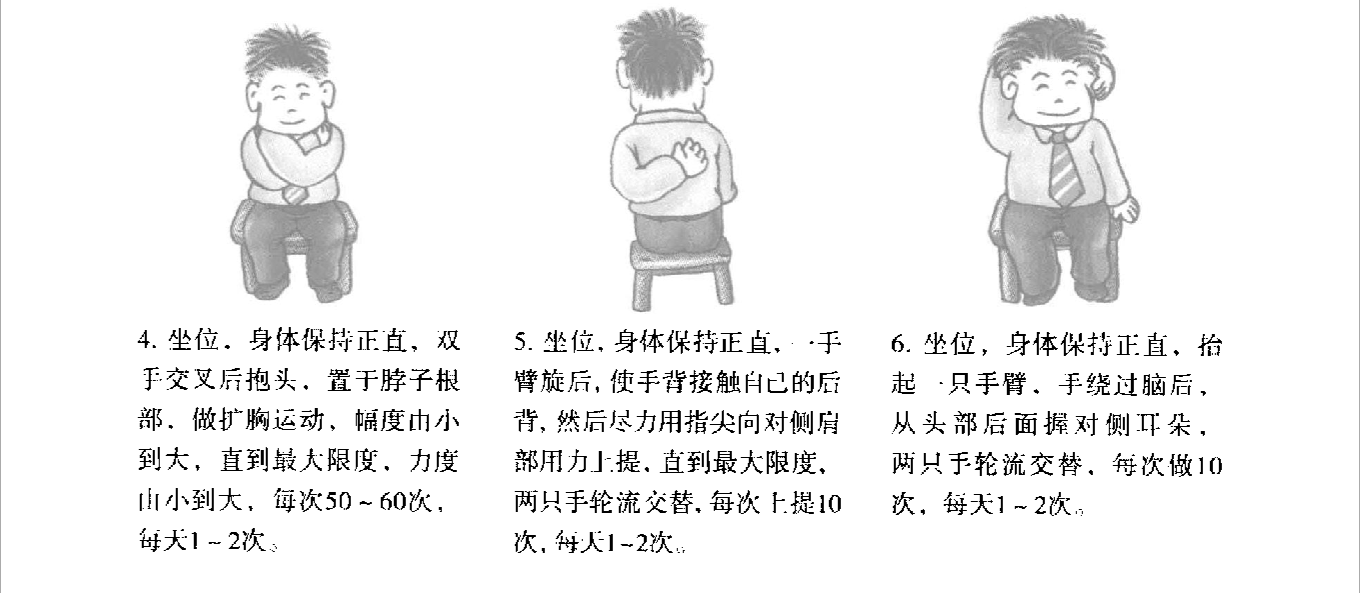 4. 坐位，身体保持正直，双
手交叉后抱头，置于脖子根
部，做扩胸运动，幅度由小
到大，直到最大限度，力度
由小到大，每次50～60次，
每天1～2次。
5. 坐位，身体保持正直，一手
臂旋后，使手背接触自己的后
背，然后尽力用指尖向对侧肩
部用力上提，直到最大限度，
两只手轮流交替，每次上提10
次，每天1~2次。
6. 坐位，身体保持正直，抬
起一只手臂，手绕过脑后，
从头部后面握对侧耳朵，
两只手轮流交替，每次做10
次，每天1～2次。